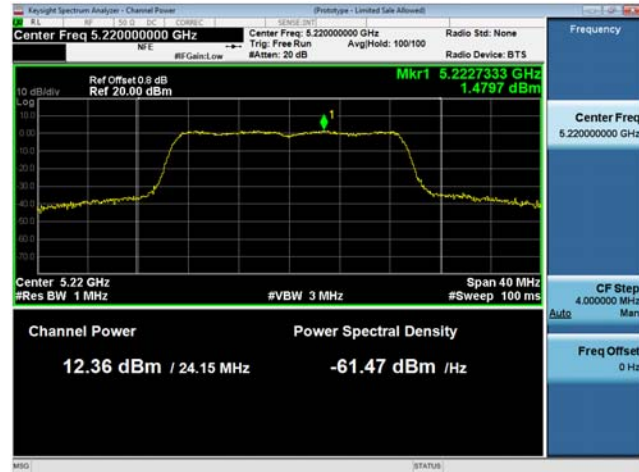 Keysight Spectrum Analyzer - Channel Power (Prototype - Limited Sale Allowed)
RL RF 50 Ω DC CORREC SENSE:INT
Center Freq 5.220000000 GHz
Center Freq: 5.220000000 GHz
Radio Std: None
Frequency
NFE
Trig: Free Run Avg|Hold: 100/100
#IFGain:Low
#Atten: 20 dB
Radio Device: BTS
Ref Offset 0.8 dB
Mkr1 5.2227333 GHz
10 dB/div Ref 20.00 dBm
1.4797 dBm
Log
10.0
0.00
10.0
20.0
30.0
40.0
50.0
60.0
70.0
1
Center Freq
5.220000000 GHz
Center 5.22 GHz
Span 40 MHz
#Res BW 1 MHz
#VBW 3 MHz
#Sweep 100 ms
CF Step
4.000000 MHz
Auto Man
Channel Power
Power Spectral Density
Freq Offset
0 Hz
12.36 dBm / 24.15 MHz
-61.47 dBm /Hz
MSG
STATUS